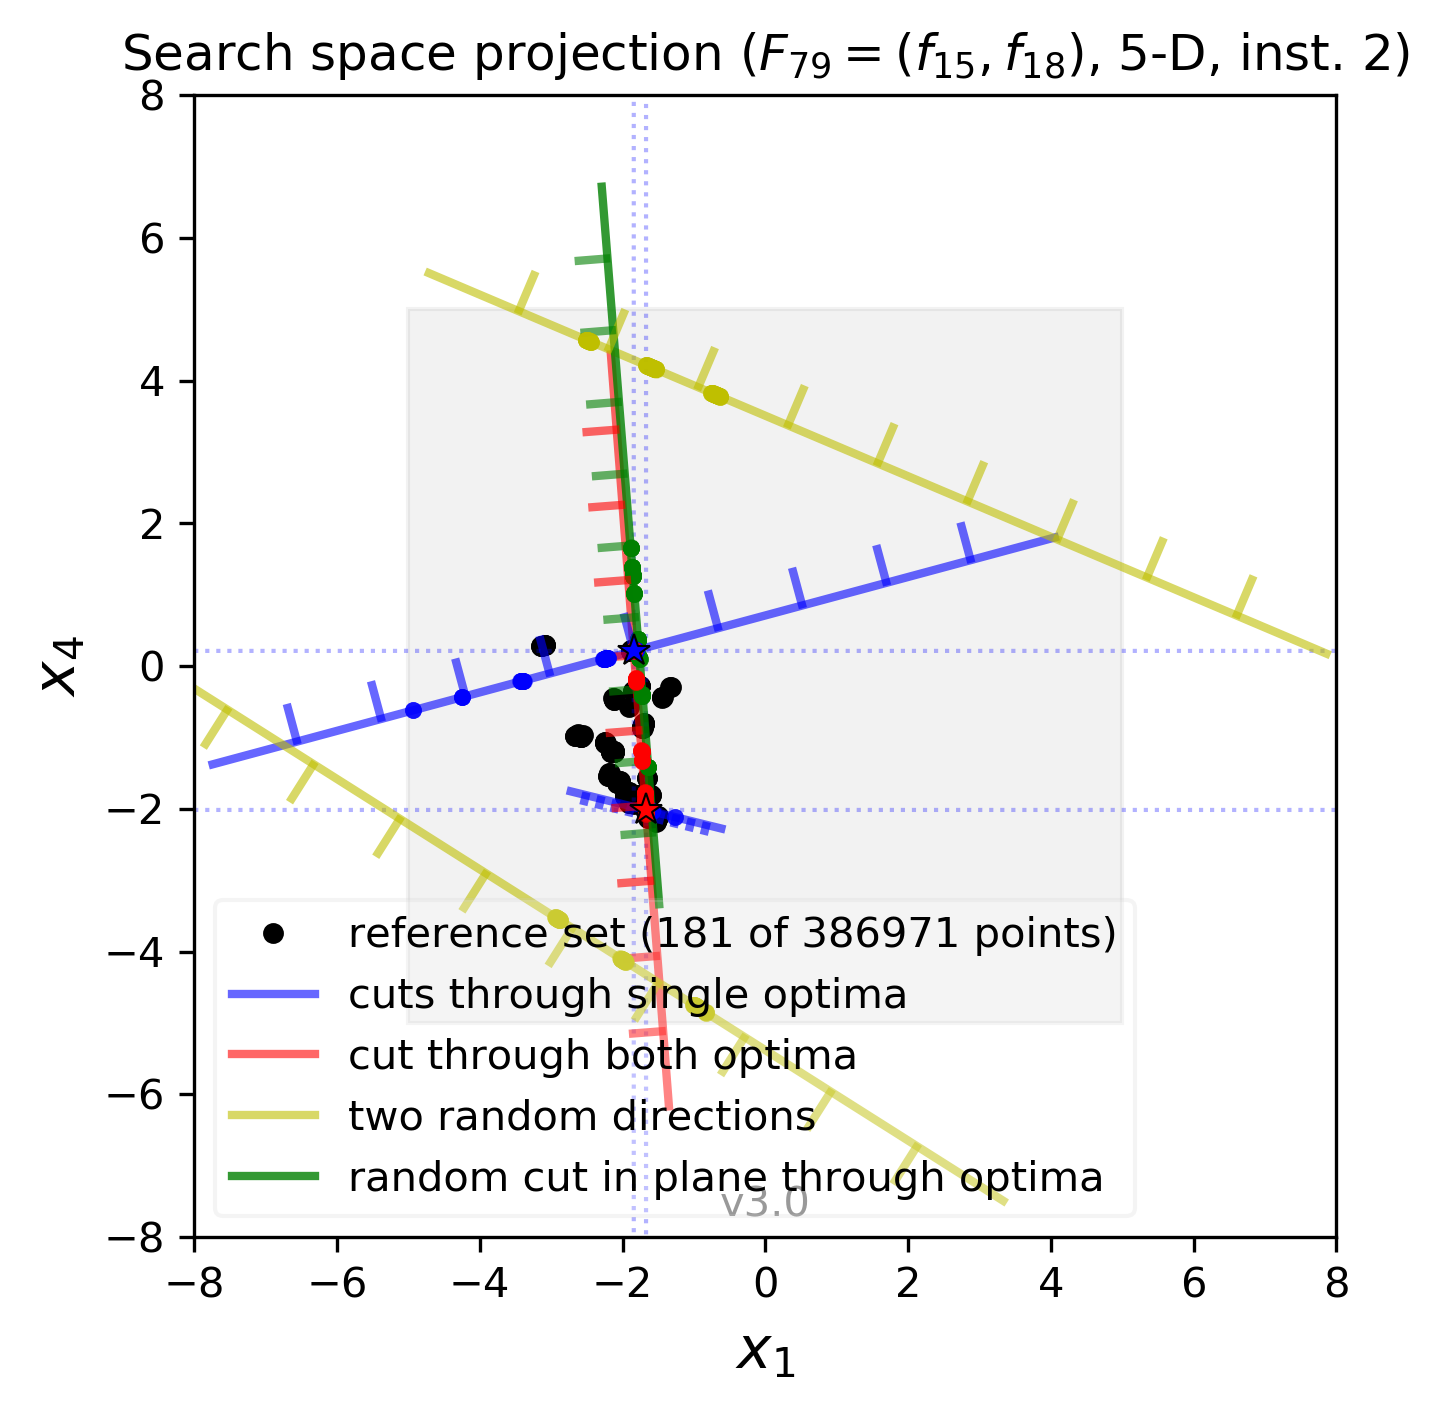 Search space projection (F₇₉ = (f₁₅, f₁₈), 5-D, inst. 2)
8
6
4
2
0
−2
−4
−6
−8
x₄
reference set (181 of 386971 points)
cuts through single optima
cut through both optima
two random directions
random cut in plane through optima
v3.0
−8 −6 −4 −2 0 2 4 6 8
x₁